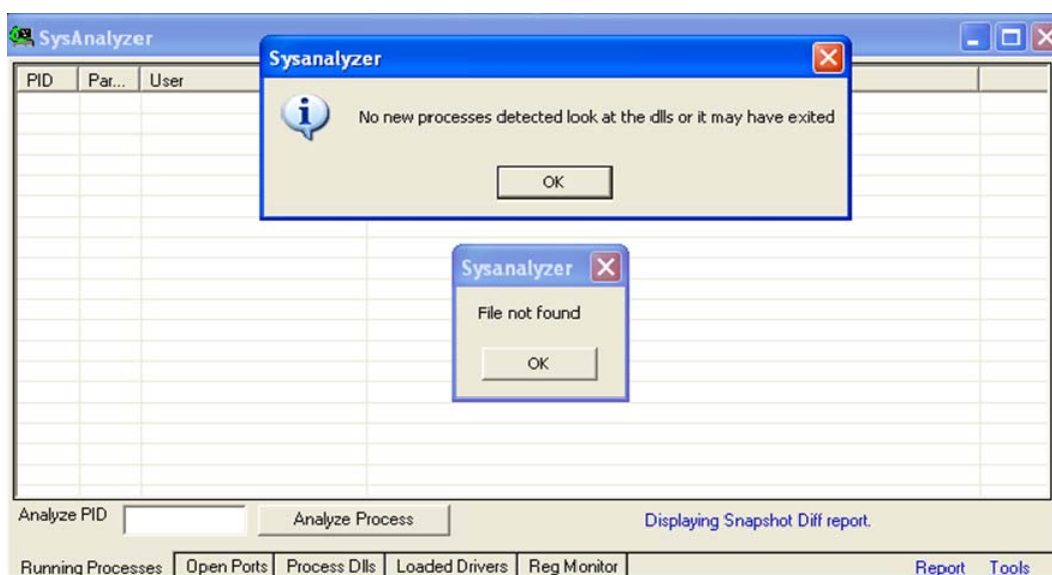 SysAnalyzer
Sysanalyzer
PID Par... User
No new processes detected look at the dlls or it may have exited
OK
Sysanalyzer
File not found
OK
Analyze PID Analyze Process Displaying Snapshot Diff report.
Running Processes Open Ports Process Dlls Loaded Drivers Reg Monitor Report Tools